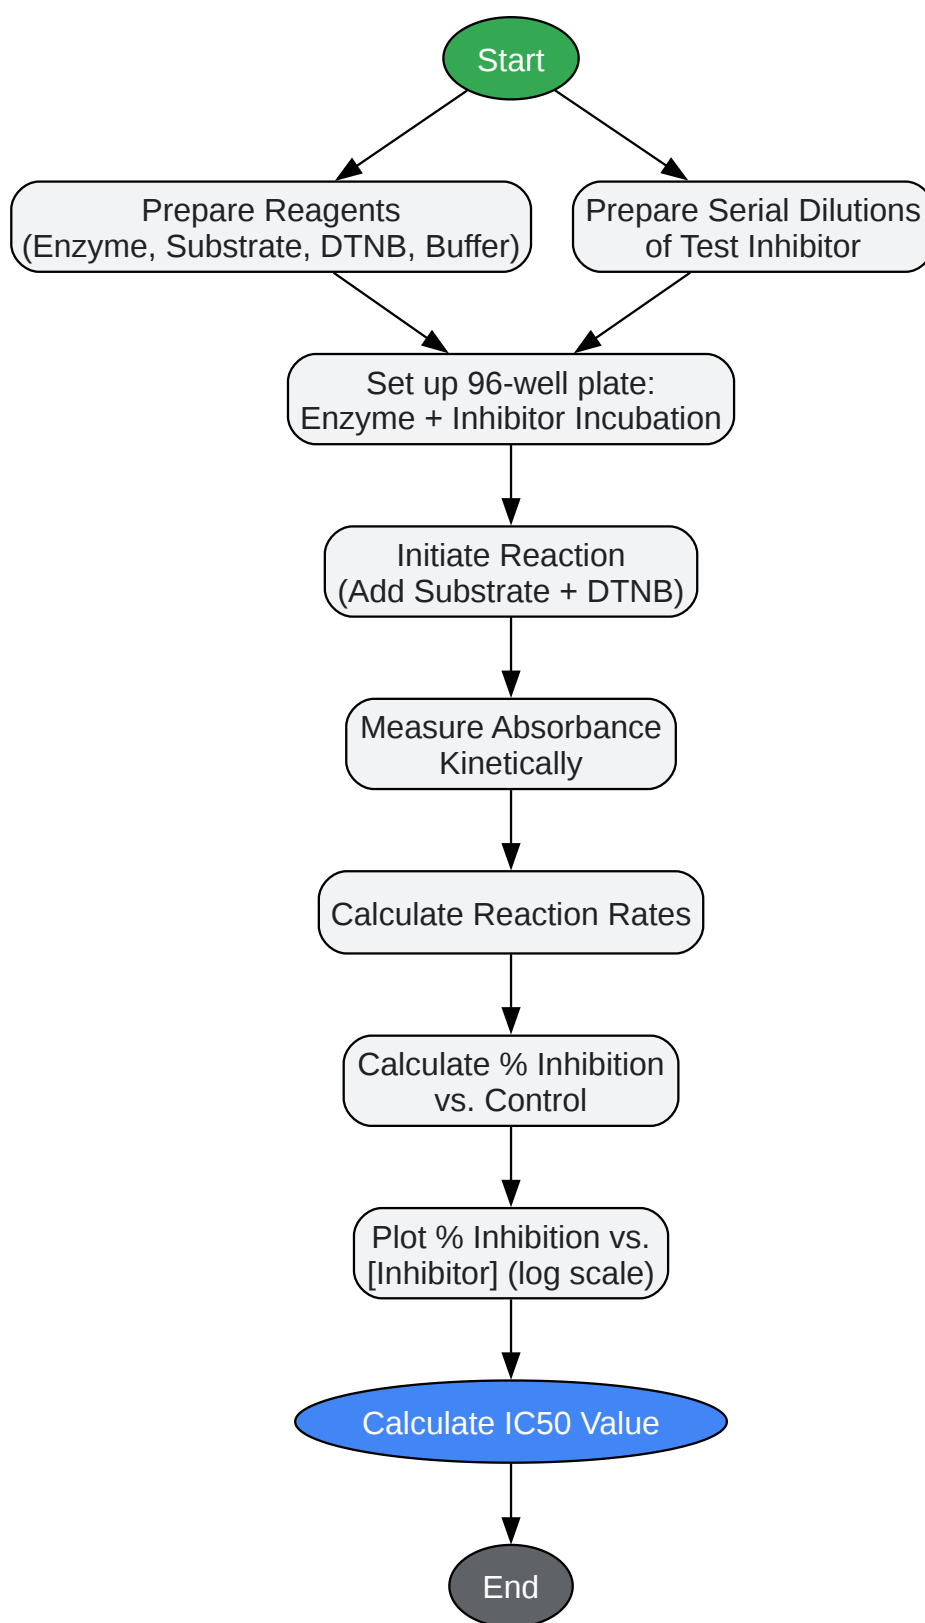 Start
Prepare Reagents
(Enzyme, Substrate, DTNB, Buffer)
Prepare Serial Dilutions
of Test Inhibitor
Set up 96-well plate:
Enzyme + Inhibitor Incubation
Initiate Reaction
(Add Substrate + DTNB)
Measure Absorbance
Kinetically
Calculate Reaction Rates
Calculate % Inhibition
vs. Control
Plot % Inhibition vs.
[Inhibitor] (log scale)
Calculate IC50 Value
End